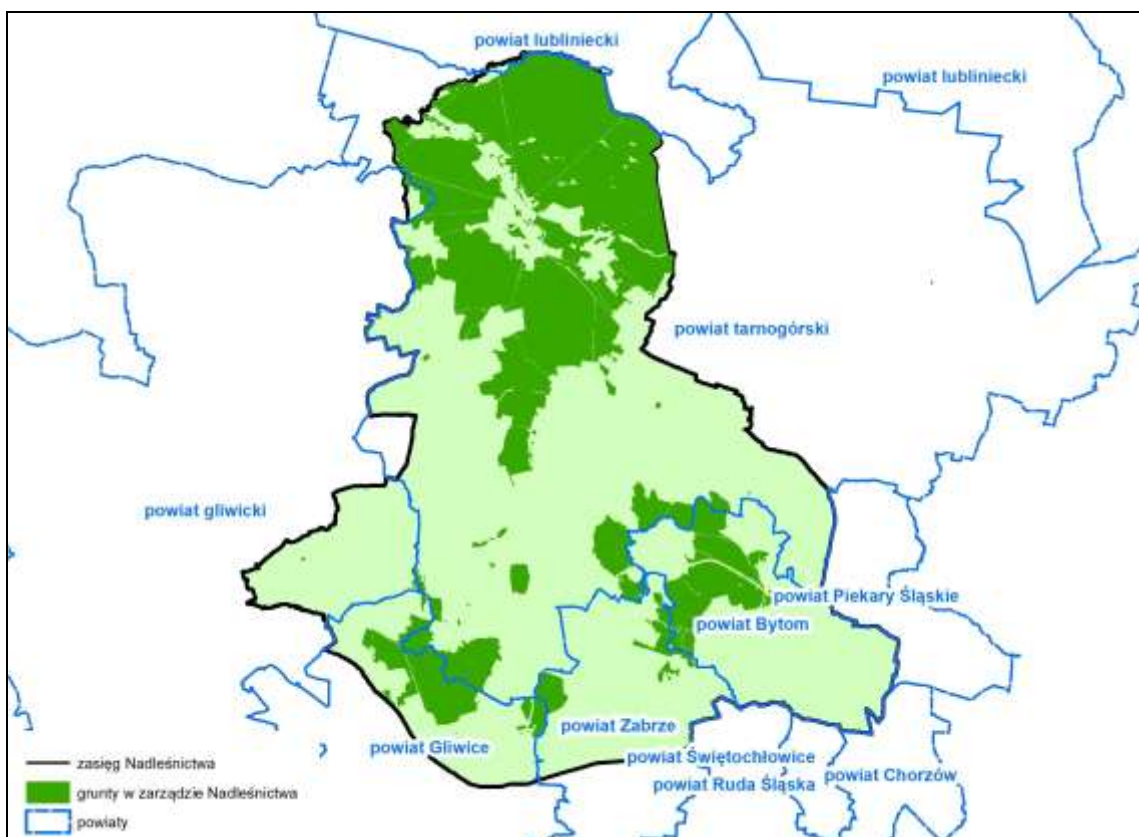 powiat lubliniecki
powiat lubliniecki
powiat tarnogórski
powiat gliwicki
powiat Piekary Śląskie
powiat Bytom
powiat Zabrze
powiat Gliwice
powiat Świętochłowice
powiat Ruda Śląska
powiat Chorzów
zasięg Nadleśnictwa
grunty w zarządzie Nadleśnictwa
powiaty